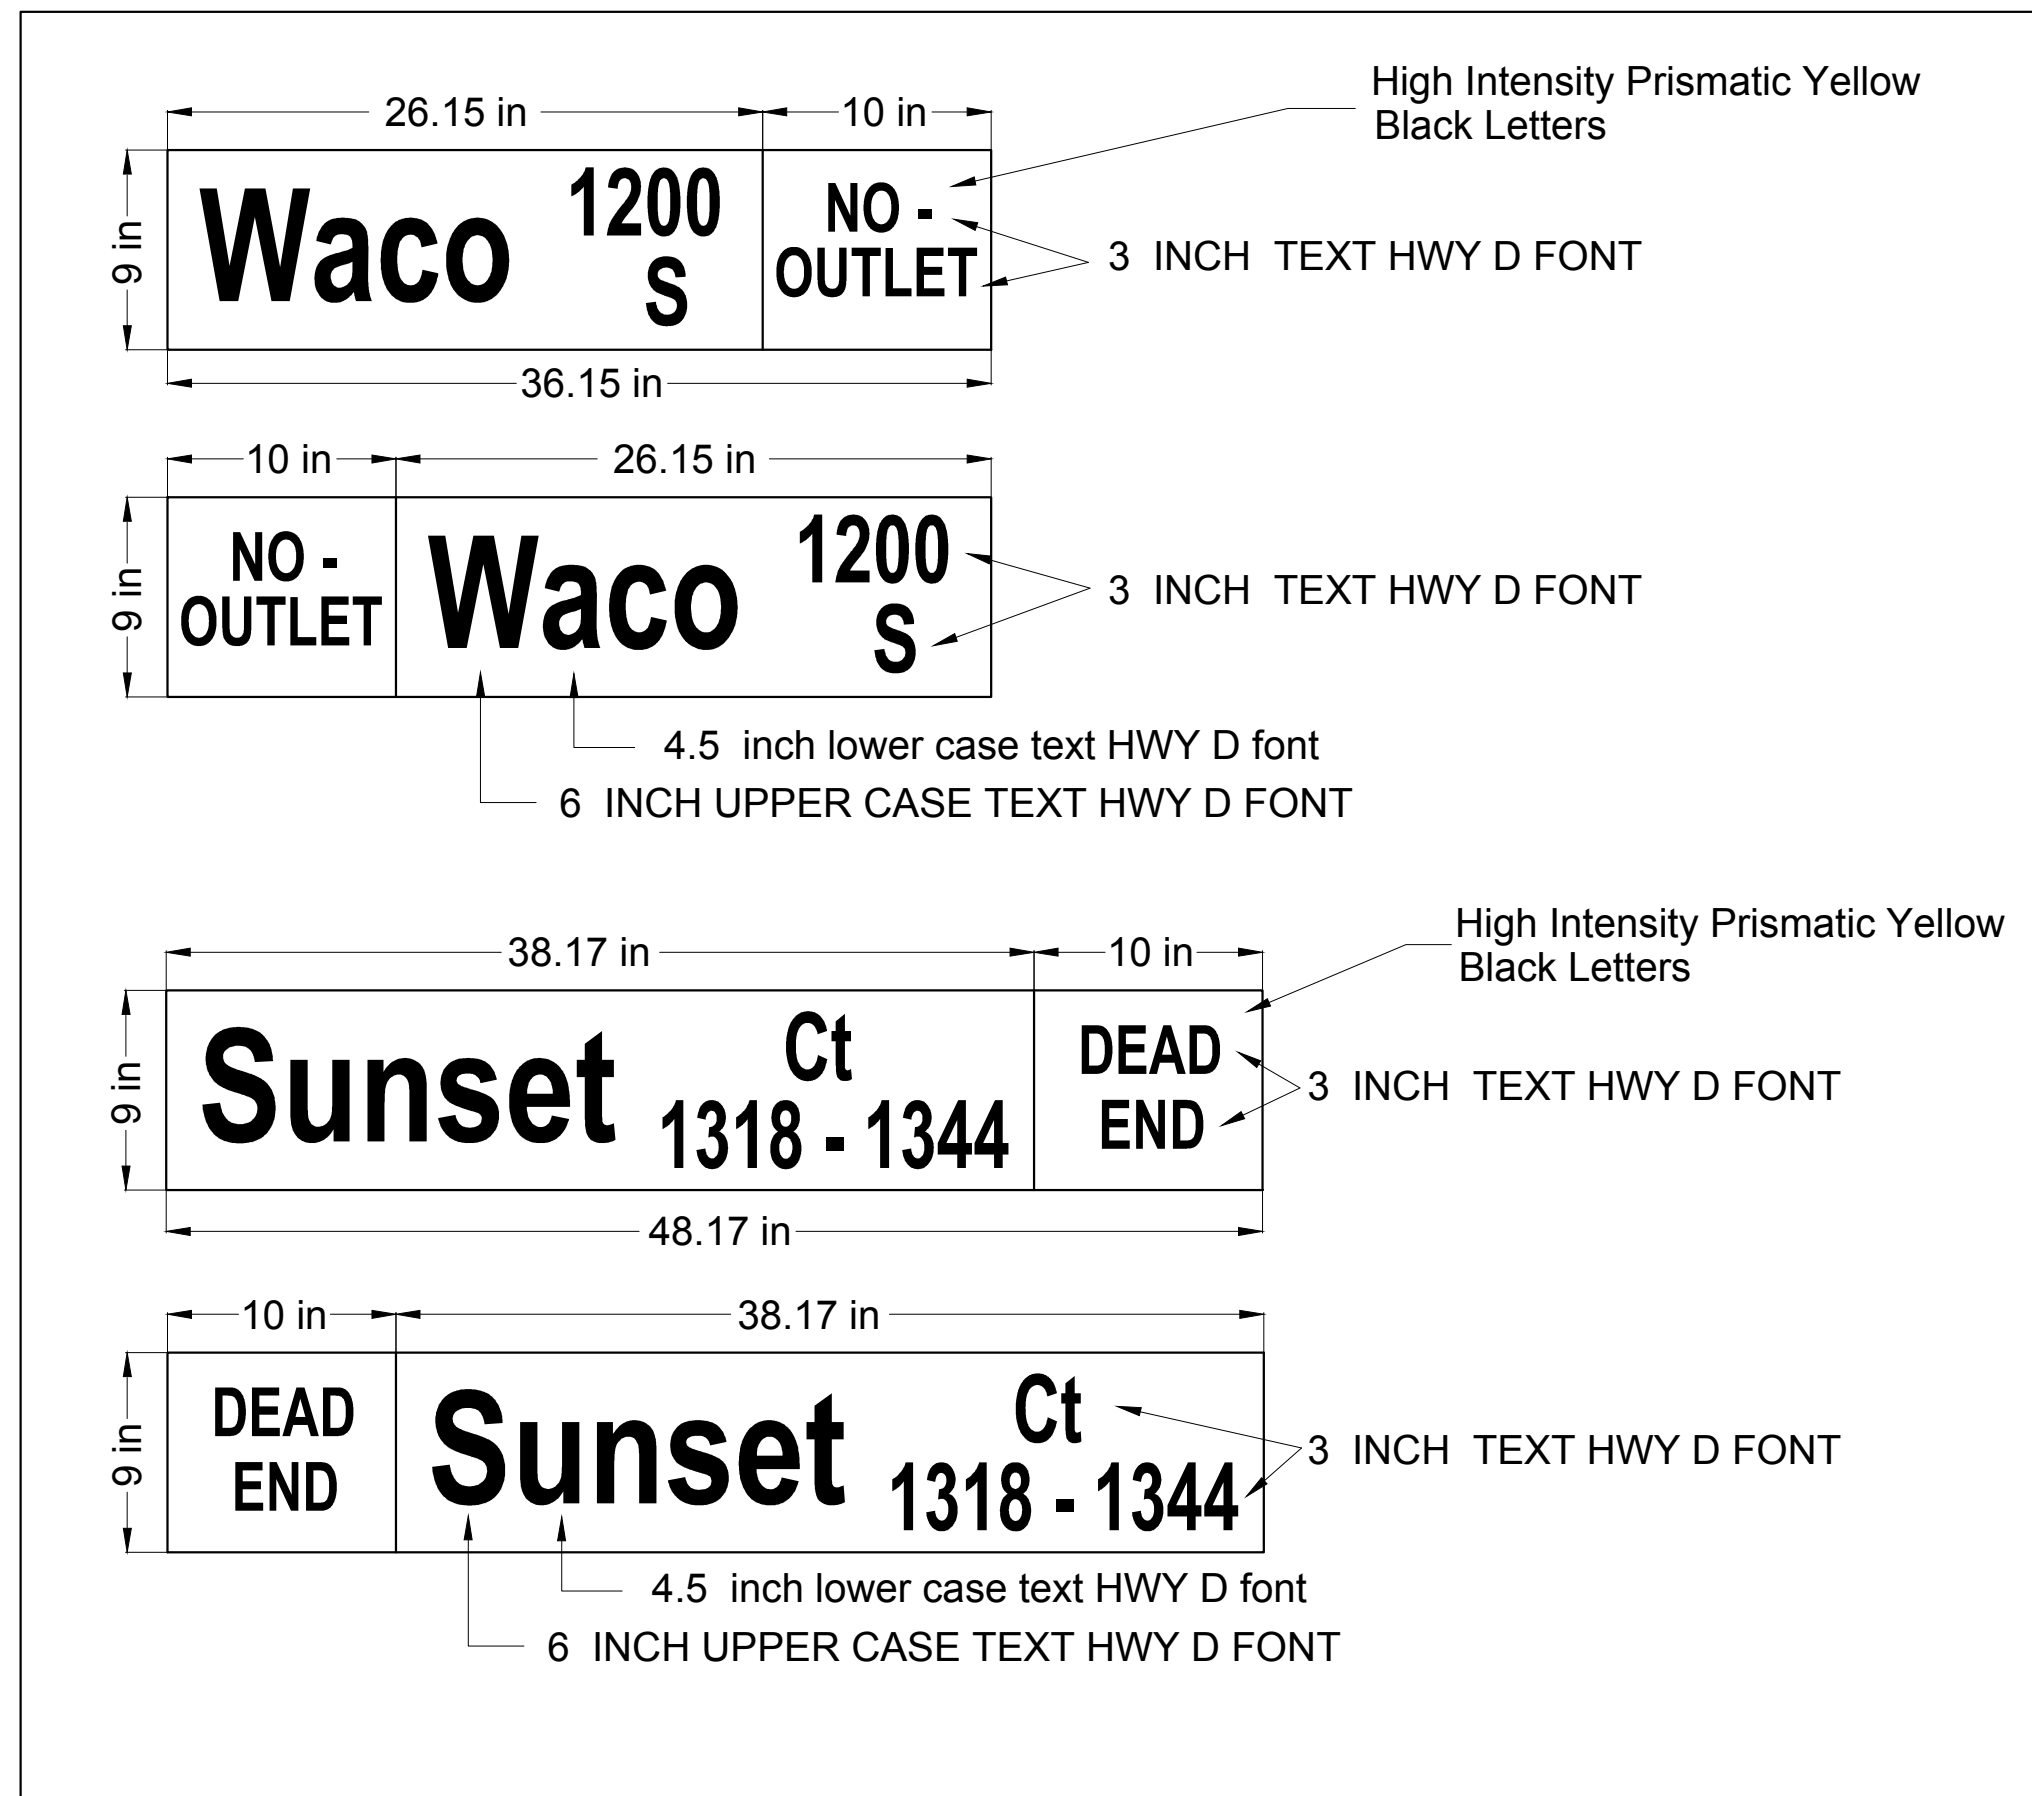 26.15 in 10 in
High Intensity Prismatic Yellow
Black Letters
9 in
Waco 1200
S
NO -
OUTLET
3 INCH TEXT HWY D FONT
36.15 in
10 in 26.15 in
9 in
NO -
OUTLET
Waco 1200
S
3 INCH TEXT HWY D FONT
4.5 inch lower case text HWY D font
6 INCH UPPER CASE TEXT HWY D FONT
38.17 in 10 in
High Intensity Prismatic Yellow
Black Letters
9 in
Sunset Ct
1318 - 1344
DEAD
END
3 INCH TEXT HWY D FONT
48.17 in
10 in 38.17 in
9 in
DEAD
END
Sunset Ct
1318 - 1344
3 INCH TEXT HWY D FONT
4.5 inch lower case text HWY D font
6 INCH UPPER CASE TEXT HWY D FONT